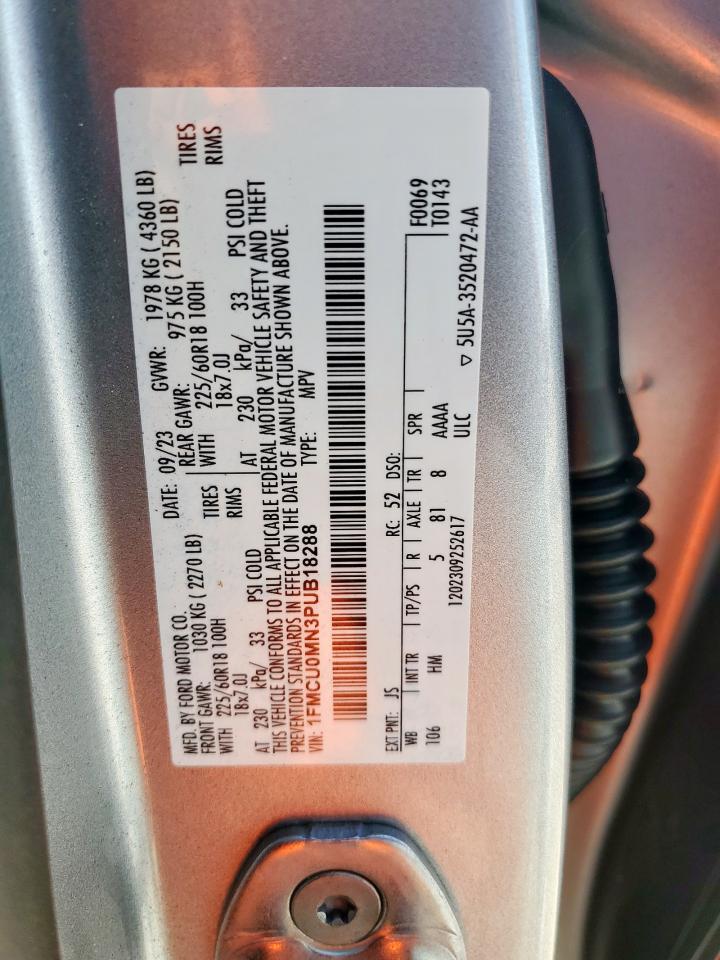 MFD. BY FORD MOTOR CO.
DATE: 09/23 GVWR: 1978 KG ( 4360 LB)
FRONT GAWR: 1030 KG ( 2270 LB) REAR GAWR: 975 KG ( 2150 LB)
WITH 225/60R18 100H TIRES WITH 225/60R18 100H TIRES
18x7.0J RIMS 18x7.0J RIMS
AT 230 kPa/ 33 PSI COLD AT 230 kPa/ 33 PSI COLD
THIS VEHICLE CONFORMS TO ALL APPLICABLE FEDERAL MOTOR VEHICLE SAFETY AND THEFT
PREVENTION STANDARDS IN EFFECT ON THE DATE OF MANUFACTURE SHOWN ABOVE.
VIN: 1FMCU0MN3PUB18288 TYPE: MPV
EXT PNT: JS RC: 52 DSO: F0069
WB INT TR TP/PS R AXLE TR SPR T0143
106 HM 5 81 8 AAAA
ULC
1202309252617 ▽ 5U5A-3520472-AA